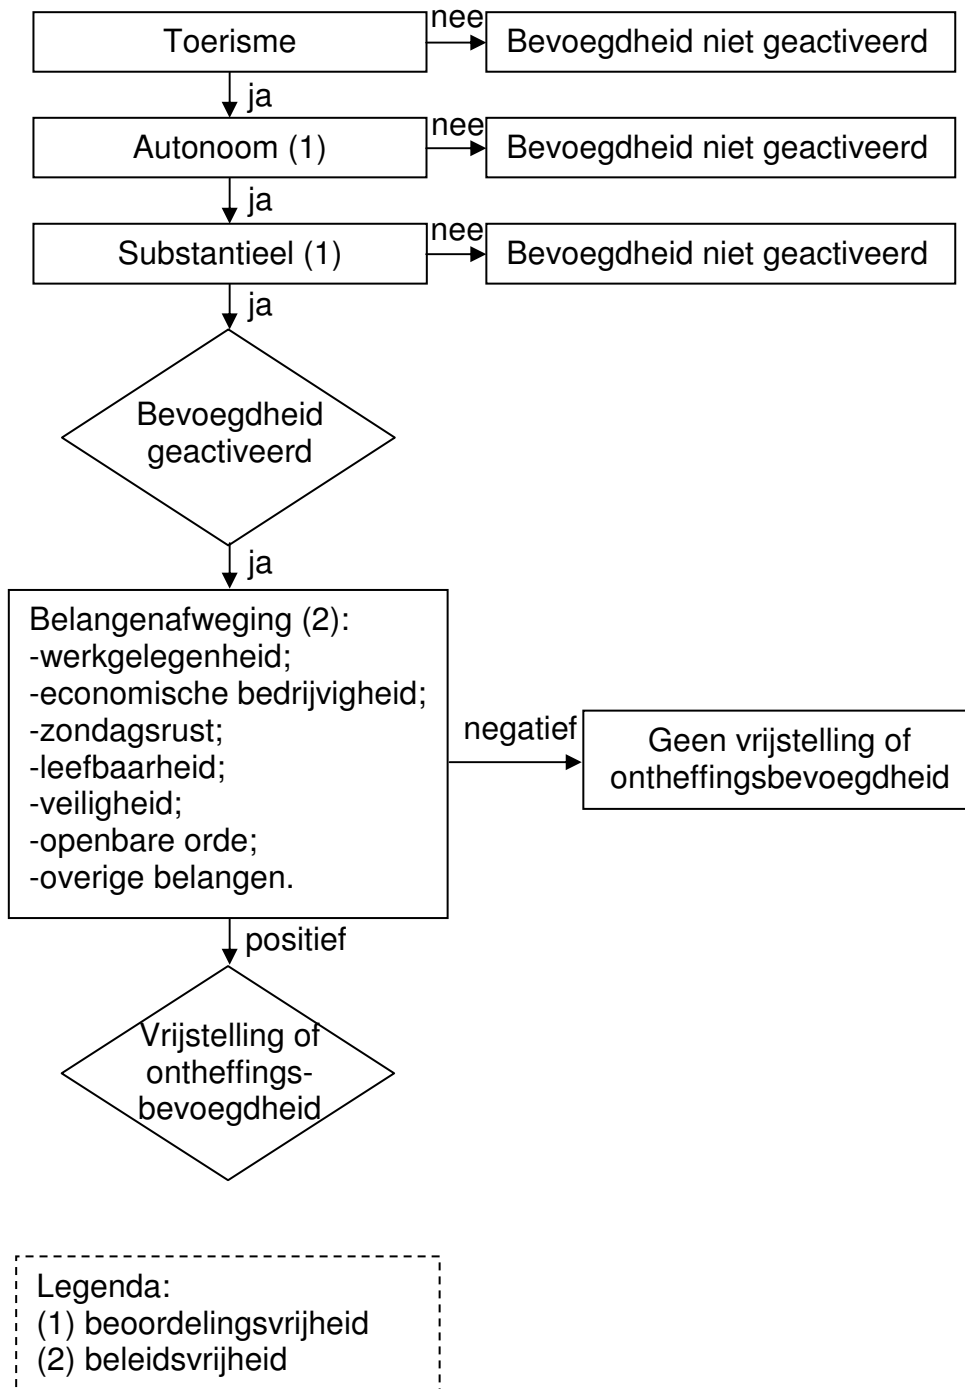 Toerisme
nee
Bevoegdheid niet geactiveerd
ja
Autonoom (1)
nee
Bevoegdheid niet geactiveerd
ja
Substantieel (1)
nee
Bevoegdheid niet geactiveerd
ja
Bevoegdheid
geactiveerd
ja
Belangenafweging (2):
-werkgelegenheid;
-economische bedrijvigheid;
-zondagsrust;
-leefbaarheid;
-veiligheid;
-openbare orde;
-overige belangen.
negatief
Geen vrijstelling of
ontheffingsbevoegdheid
positief
Vrijstelling of
ontheffings-
bevoegdheid
Legenda:
(1) beoordelingsvrijheid
(2) beleidsvrijheid